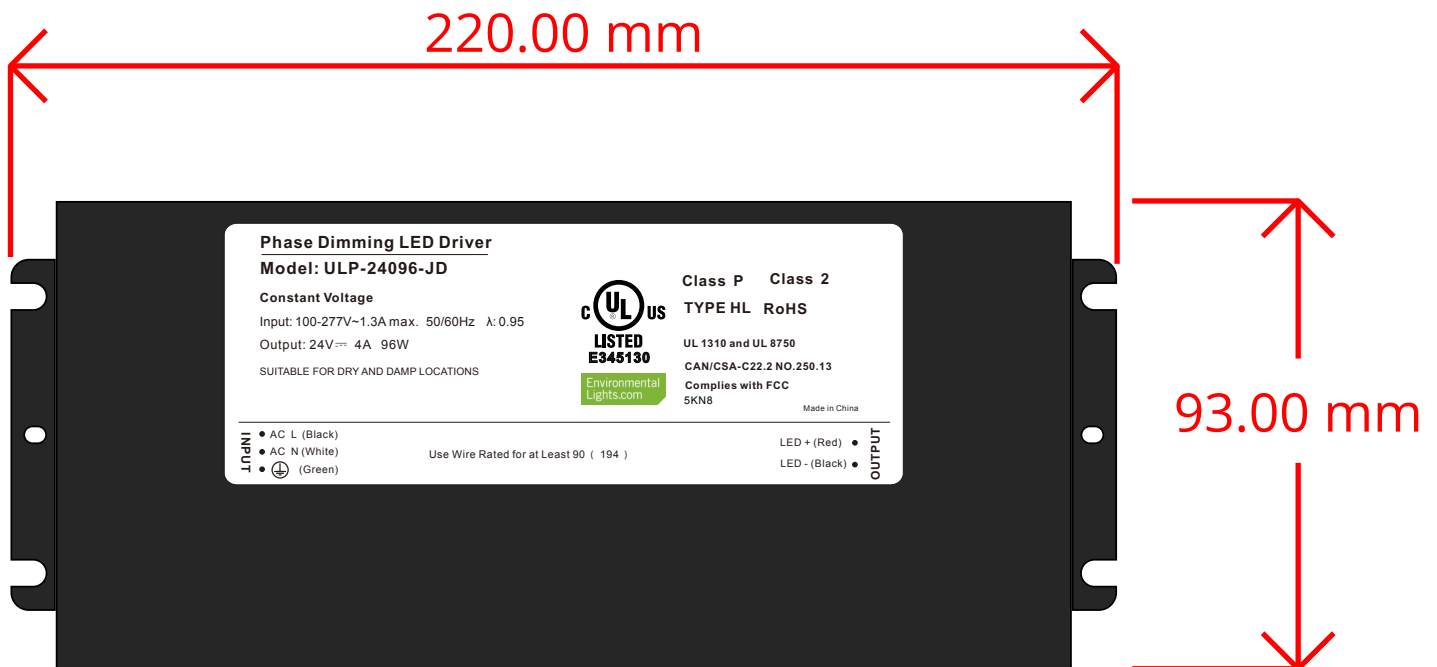 220.00 mm
Phase Dimming LED Driver
Model: ULP-24096-JD
Constant Voltage
Input: 100-277V~1.3A max. 50/60Hz λ: 0.95
Output: 24V⎓ 4A 96W
SUITABLE FOR DRY AND DAMP LOCATIONS
C UL ® US
LISTED
E345130
Environmental
Lights.com
Class P Class 2
TYPE HL RoHS
UL 1310 and UL 8750
CAN/CSA-C22.2 NO.250.13
Complies with FCC
5KN8
Made in China
93.00 mm
INPUT
AC L (Black)
AC N (White)
(Green)
Use Wire Rated for at Least 90 ( 194 )
LED + (Red)
LED - (Black)
OUTPUT